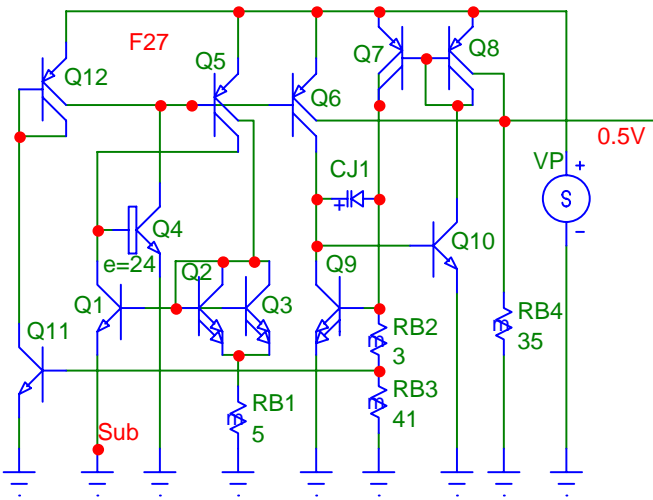 F27
Q7
Q8
Q5
Q12
Q6
0.5V
CJ1
VP
+
+
S
−
Q4
e=24
Q2
Q9
Q10
Q1
Q3
Q11
RB2
3
RB4
35
RB3
41
RB1
5
Sub
m
m
m
m